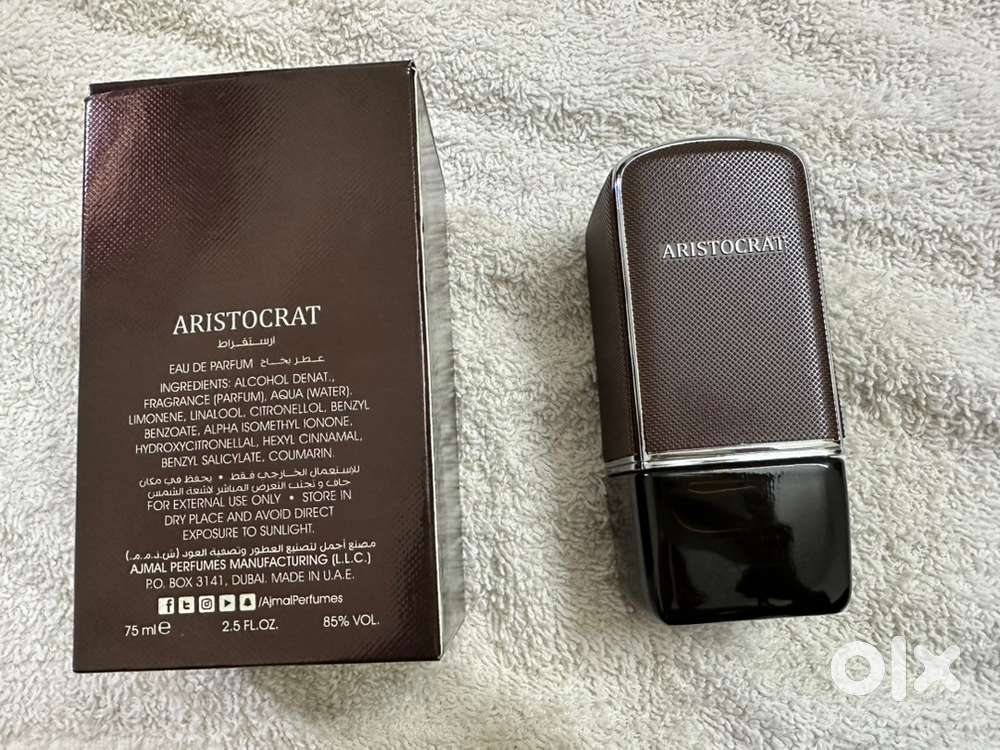 ARISTOCRAT
ارستقراط
EAU DE PARFUM عطر بخاخ
INGREDIENTS: ALCOHOL DENAT.,
FRAGRANCE (PARFUM), AQUA (WATER).
LIMONENE, LINALOOL, CITRONELLOL, BENZYL
BENZOATE, ALPHA ISOMETHYL IONONE,
HYDROXYCITRONELLAL, HEXYL CINNAMAL,
BENZYL SALICYLATE, COUMARIN.
للإستعمال الخارجي فقط • يحفظ في مكان
جاف و تجنب التعرض المباشر لاشعة الشمس
FOR EXTERNAL USE ONLY • STORE IN
DRY PLACE AND AVOID DIRECT
EXPOSURE TO SUNLIGHT.
مصنع أجمل لتصنيع العطور وتصفية العود (ش.ذ.م.م.)
AJMAL PERFUMES MANUFACTURING (L.L.C.)
P.O. BOX 3141, DUBAI. MADE IN U.A.E.
/AjmalPerfumes
75 ml e 2.5 FL.OZ. 85% VOL.
ARISTOCRAT
olx